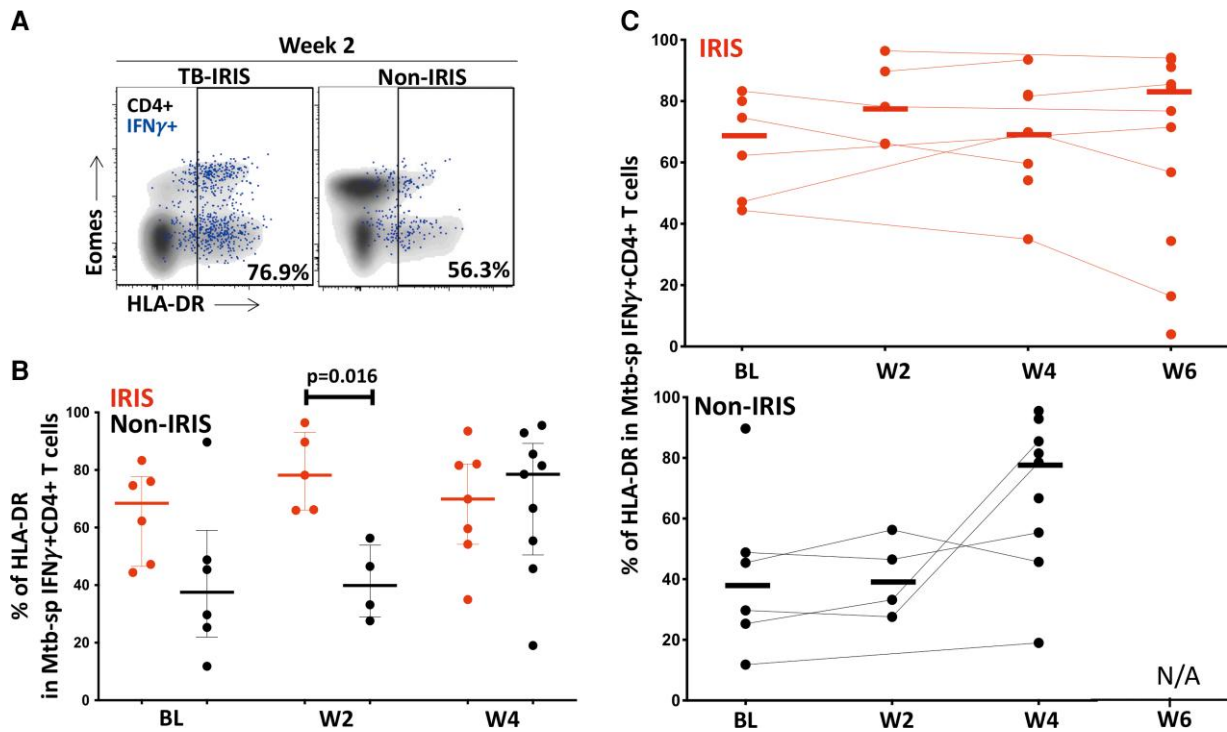 A
Week 2
TB-IRIS
Non-IRIS
CD4+
IFNγ+
76.9%
56.3%
Eomes
HLA-DR
B
IRIS
Non-IRIS
p=0.016
% of HLA-DR
in Mtb-sp IFNγ+CD4+ T cells
100
80
60
40
20
0
BL
W2
W4
C
% of HLA-DR in Mtb-sp IFNγ+CD4+ T cells
IRIS
100
80
60
40
20
0
BL
W2
W4
W6
Non-IRIS
100
80
60
40
20
0
N/A
BL
W2
W4
W6